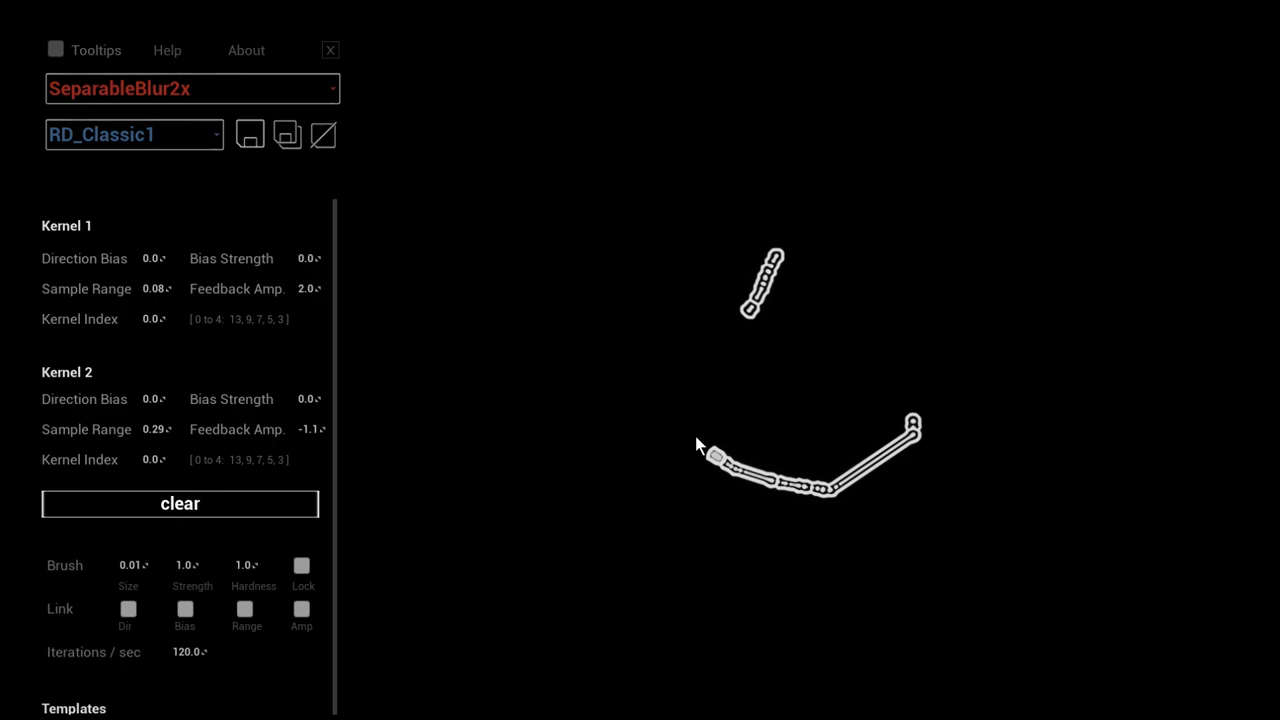 Tooltips Help About X
SeparableBlur2x
RD_Classic1
Kernel 1
Direction Bias 0.0 Bias Strength 0.0
Sample Range 0.08 Feedback Amp. 2.0
Kernel Index 0.0 [ 0 to 4: 13, 9, 7, 5, 3 ]
Kernel 2
Direction Bias 0.0 Bias Strength 0.0
Sample Range 0.29 Feedback Amp. -1.1
Kernel Index 0.0 [ 0 to 4: 13, 9, 7, 5, 3 ]
clear
Brush 0.01 1.0 1.0
Size Strength Hardness Lock
Link
Dir Bias Range Amp
Iterations / sec 120.0
Templates